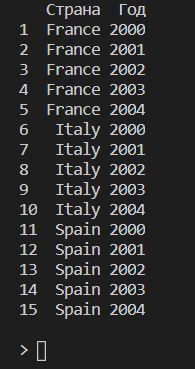 Страна Год
1 France 2000
2 France 2001
3 France 2002
4 France 2003
5 France 2004
6 Italy 2000
7 Italy 2001
8 Italy 2002
9 Italy 2003
10 Italy 2004
11 Spain 2000
12 Spain 2001
13 Spain 2002
14 Spain 2003
15 Spain 2004
>